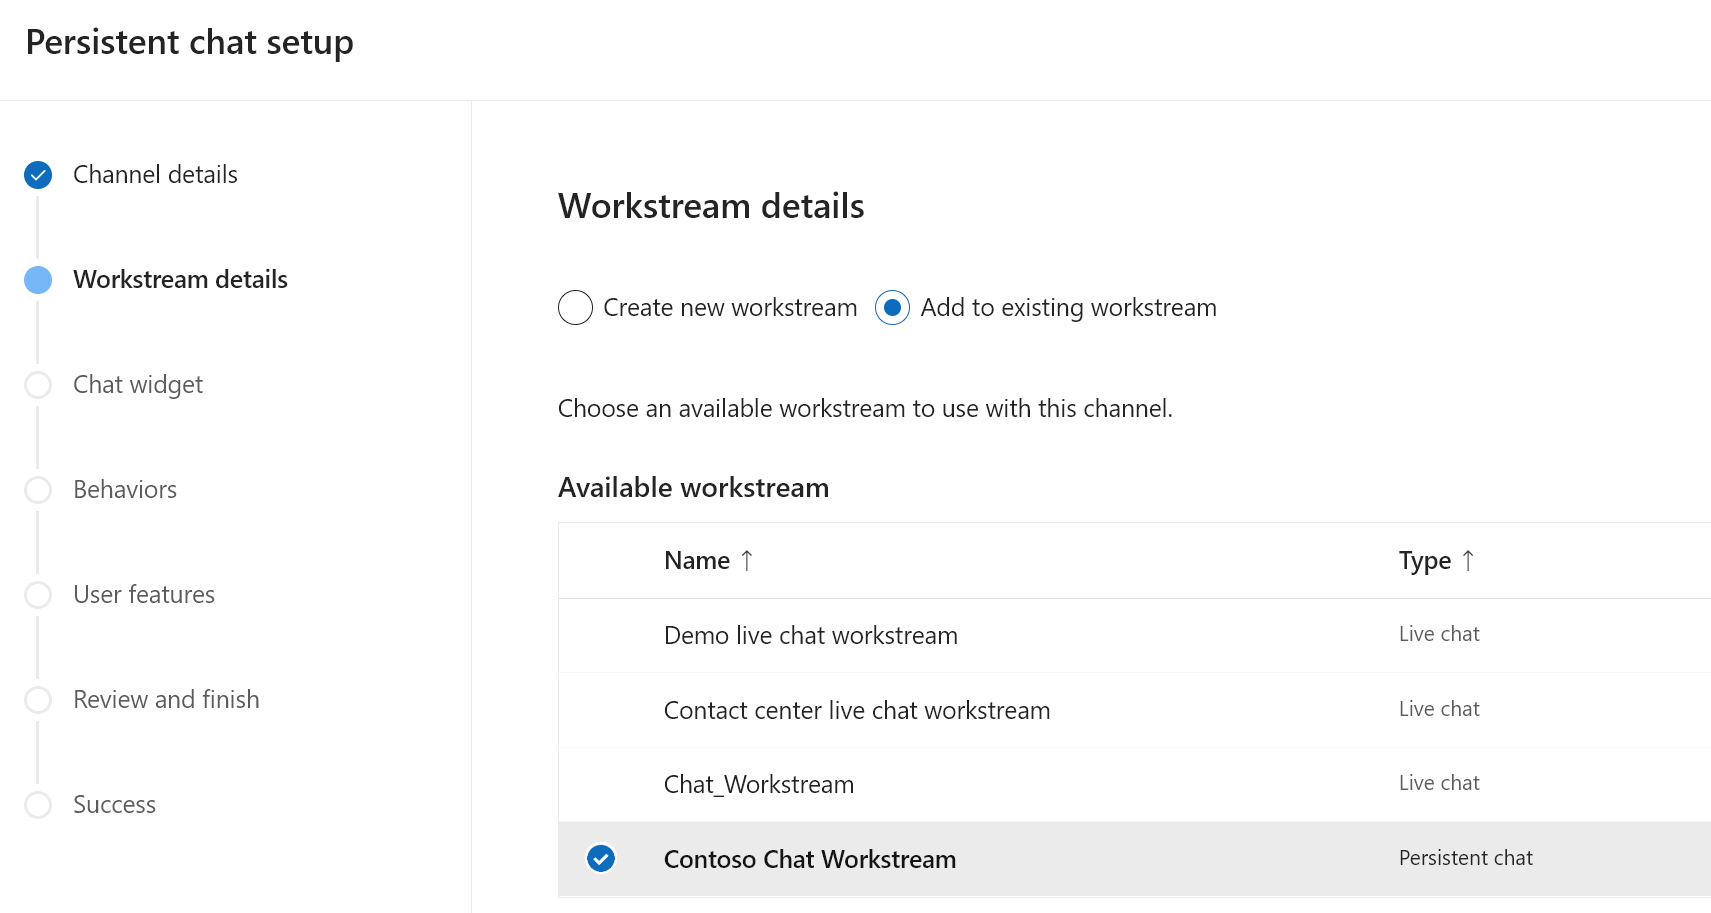 Persistent chat setup
Channel details
Workstream details
Chat widget
Behaviors
User features
Review and finish
Success
Workstream details
Create new workstream Add to existing workstream
Choose an available workstream to use with this channel.
Available workstream
Name ↑ Type ↑
Demo live chat workstream Live chat
Contact center live chat workstream Live chat
Chat_Workstream Live chat
Contoso Chat Workstream Persistent chat